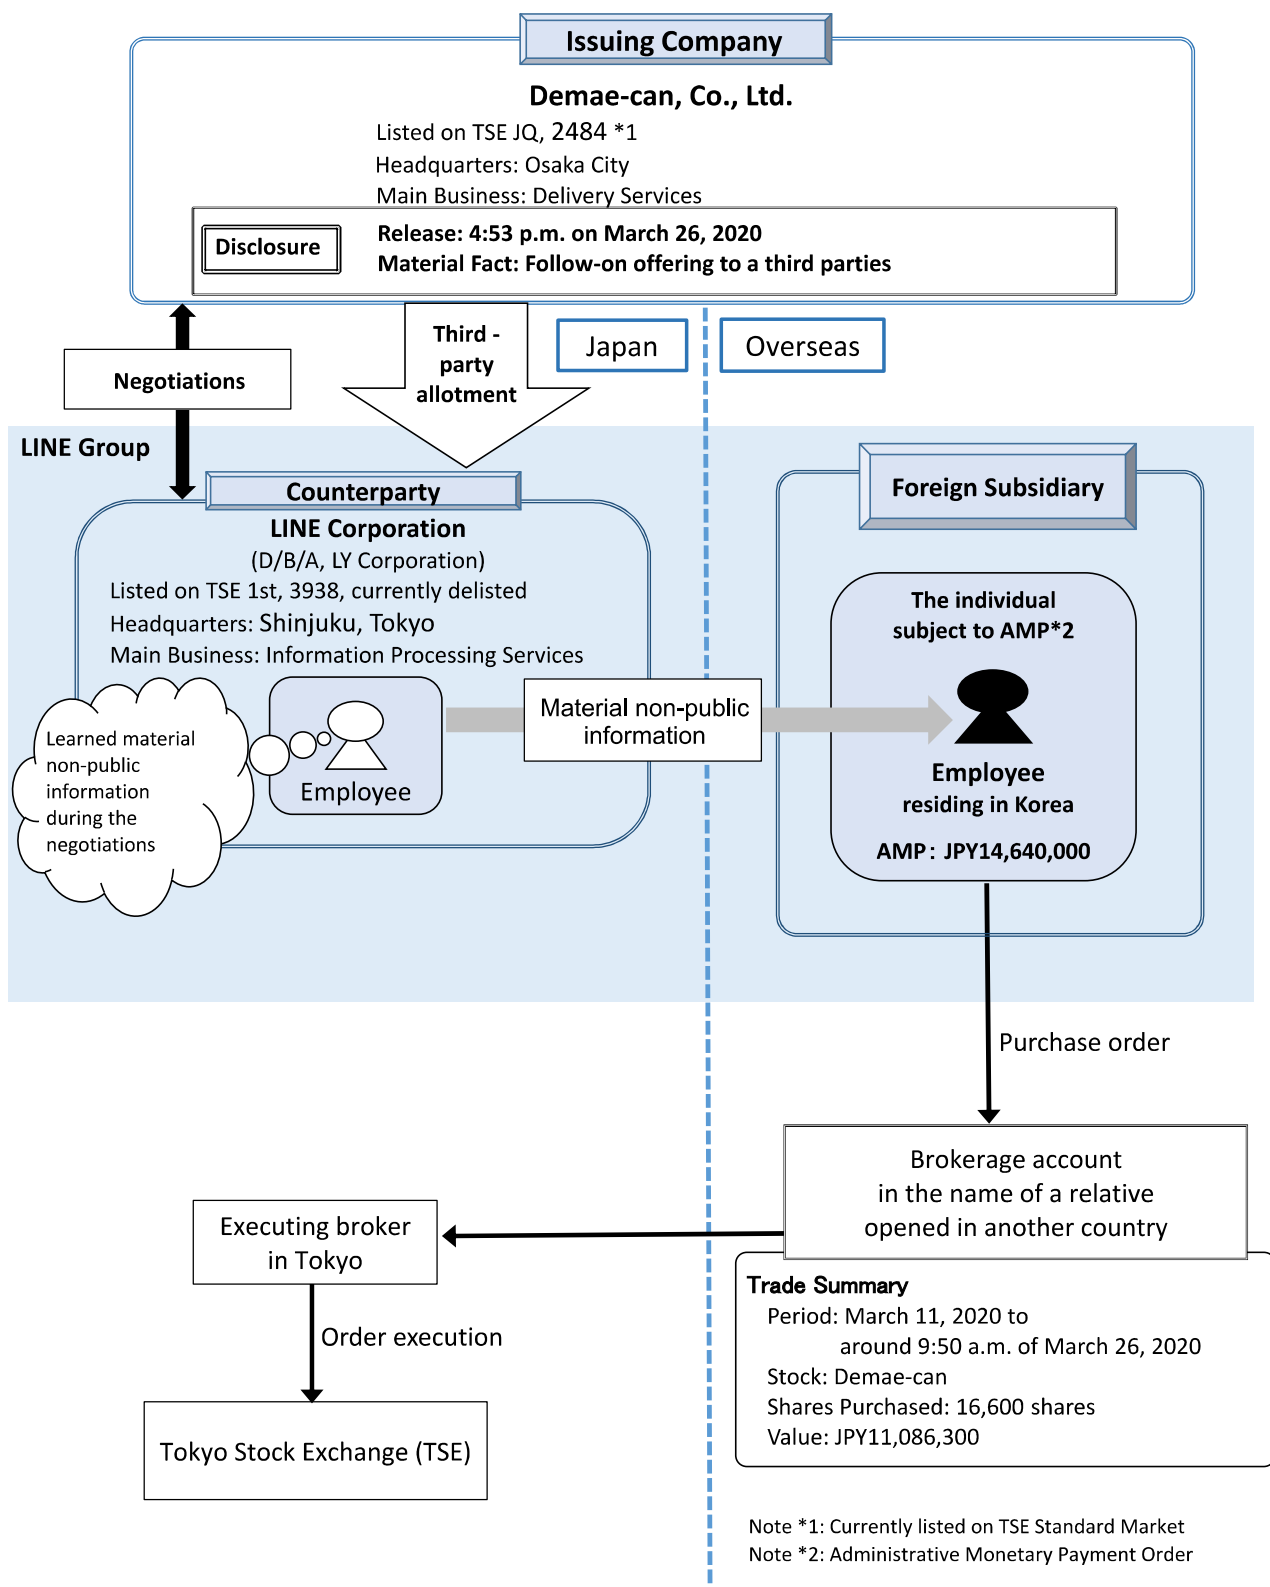 Issuing Company
Demae-can, Co., Ltd.
Listed on TSE JQ, 2484 *1
Headquarters: Osaka City
Main Business: Delivery Services
Disclosure
Release: 4:53 p.m. on March 26, 2020
Material Fact: Follow-on offering to a third parties
Negotiations
Third -
party
allotment
Japan
Overseas
LINE Group
Counterparty
LINE Corporation
(D/B/A, LY Corporation)
Listed on TSE 1st, 3938, currently delisted
Headquarters: Shinjuku, Tokyo
Main Business: Information Processing Services
Learned material
non-public
information
during the
negotiations
Employee
Material non-public
information
Foreign Subsidiary
The individual
subject to AMP*2
Employee
residing in Korea
AMP: JPY14,640,000
Purchase order
Brokerage account
in the name of a relative
opened in another country
Executing broker
in Tokyo
Order execution
Tokyo Stock Exchange (TSE)
Trade Summary
Period: March 11, 2020 to
around 9:50 a.m. of March 26, 2020
Stock: Demae-can
Shares Purchased: 16,600 shares
Value: JPY11,086,300
Note *1: Currently listed on TSE Standard Market
Note *2: Administrative Monetary Payment Order